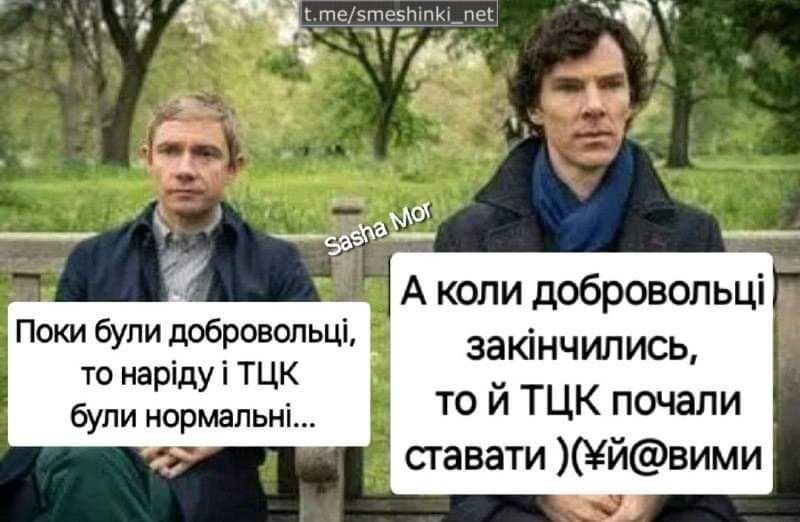 t.me/smeshinki_net
Sasha Mor
Поки були добровольці,
то наріду і ТЦК
були нормальні...
А коли добровольці
закінчились,
то й ТЦК почали
ставати )(¥й@вими